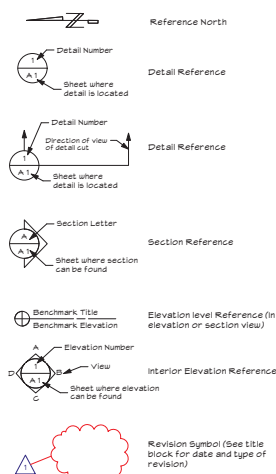 Reference North
Detail Number
1
A1
Sheet where
detail is located
Detail Reference
Detail Number
Direction of view
of detail cut
1
A1
Sheet where
detail is located
Detail Reference
Section Letter
A
A1
Sheet where section
can be found
Section Reference
Benchmark Title
Benchmark Elevation
Elevation level Reference (in
elevation or section view)
A
Elevation Number
1
D
B
View
A1
Sheet where elevation
can be found
C
Interior Elevation Reference
1
Revision Symbol (See title
block for date and type of
revision)